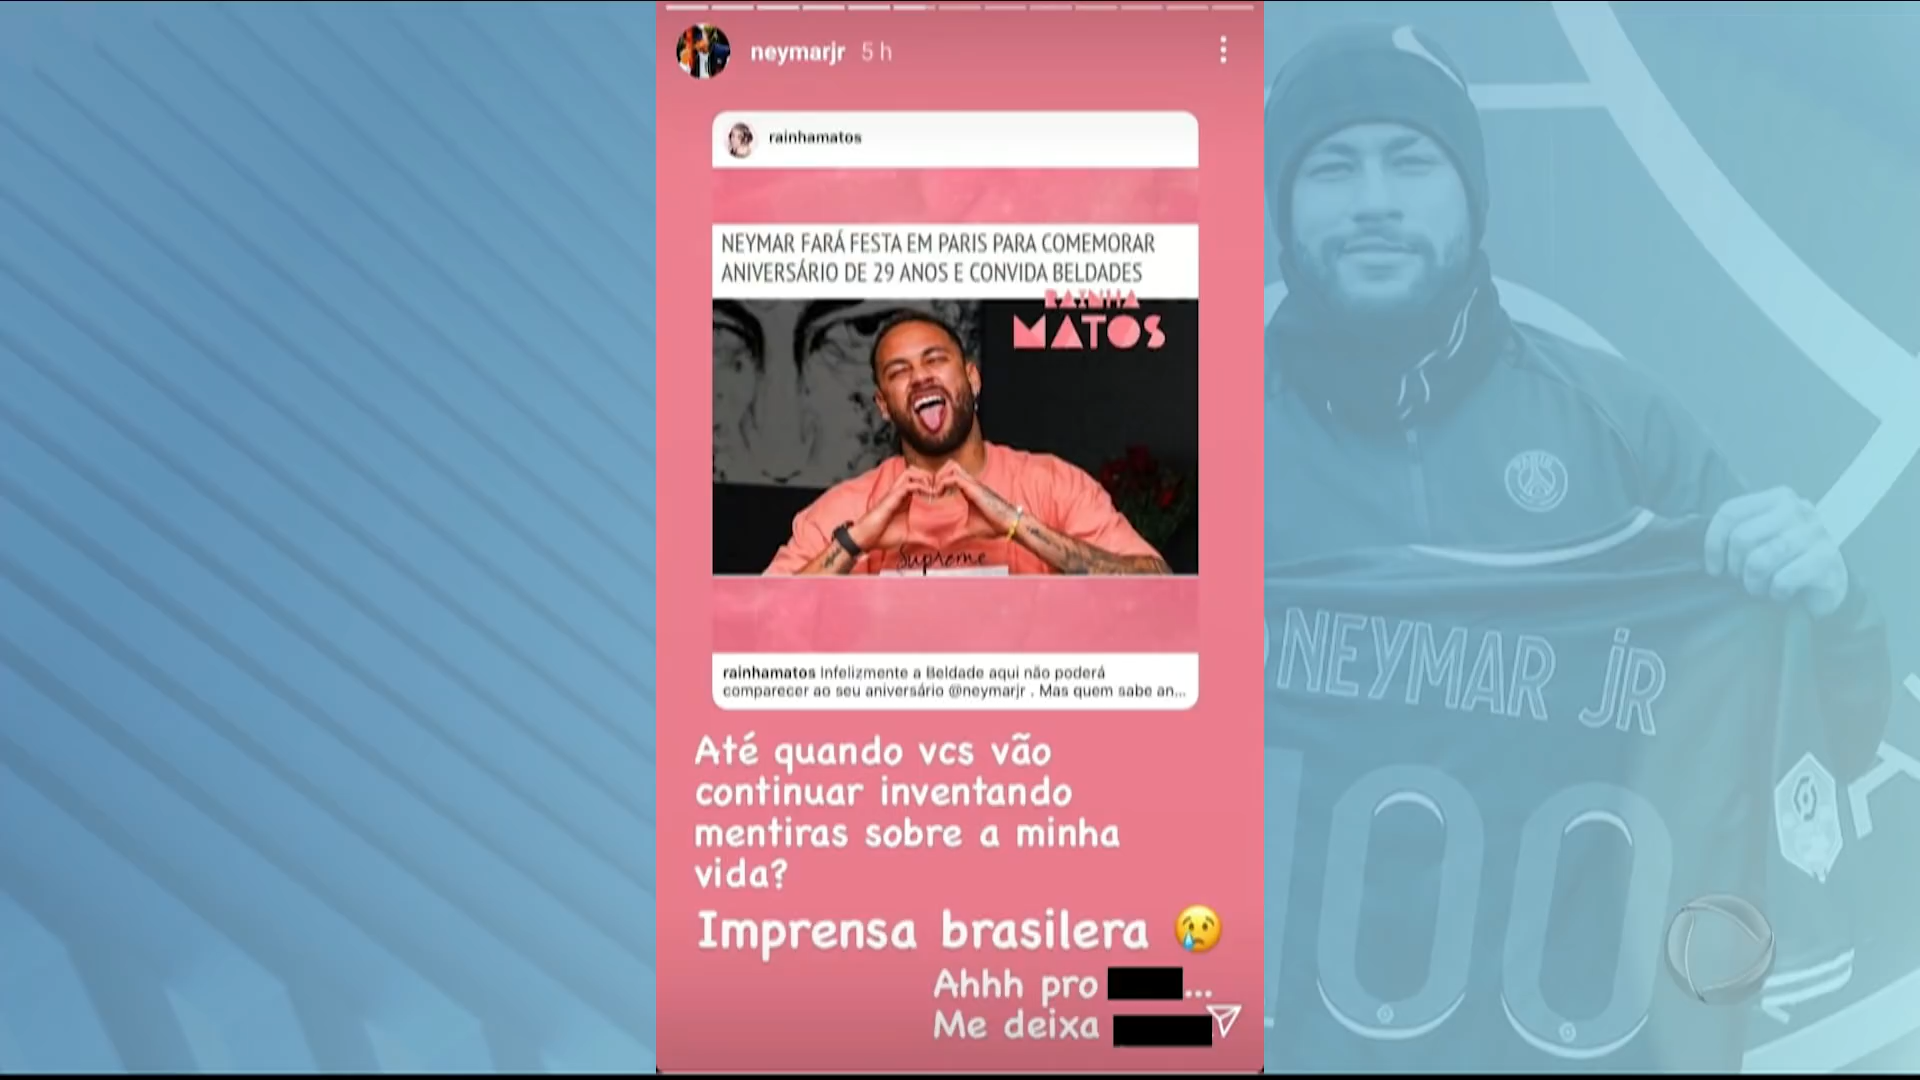 neymarjr 5 h
rainhamatos
NEYMAR FARÁ FESTA EM PARIS PARA COMEMORAR
ANIVERSÁRIO DE 29 ANOS E CONVIDA BELDADES
RAINHA
MATOS
Supreme
rainhamatos Infelizmente a Beldade aqui não poderá
comparecer ao seu aniversário @neymarjr . Mas quem sabe an...
Até quando vcs vão
continuar inventando
mentiras sobre a minha
vida?
Imprensa brasilera 😢
Ahhh pro ...
Me deixa
PARIS
NEYMAR JR
100